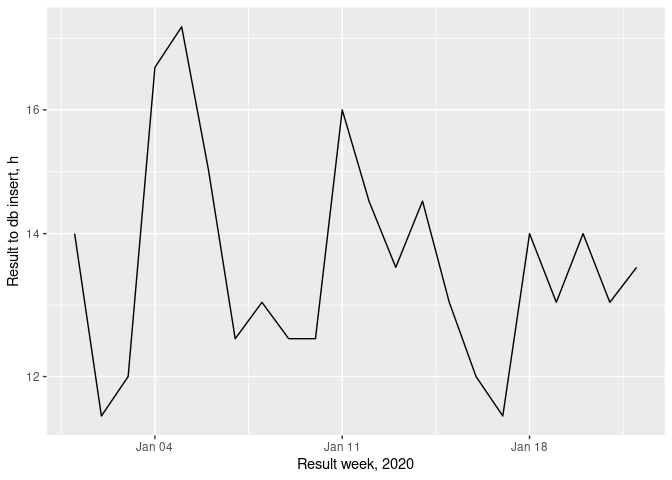 Result to db insert, h
16
14
12
Jan 04 Jan 11 Jan 18
Result week, 2020